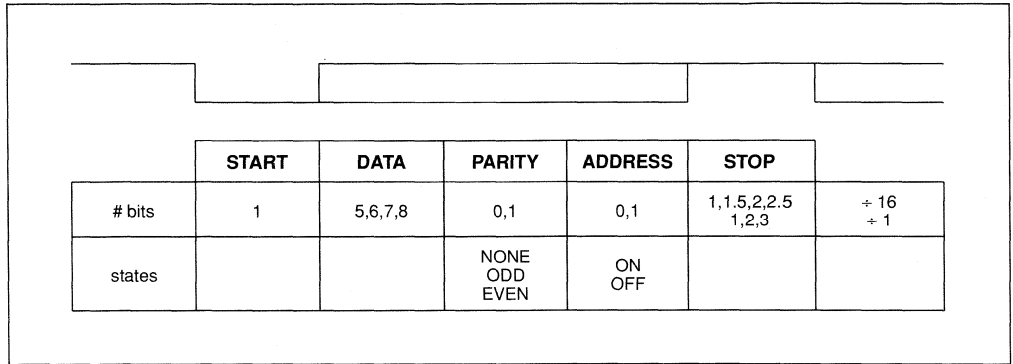 START DATA PARITY ADDRESS STOP
# bits 1 5,6,7,8 0,1 0,1 1,1.5,2,2.5 ÷ 16
1,2,3 ÷ 1
states NONE ON
ODD OFF
EVEN